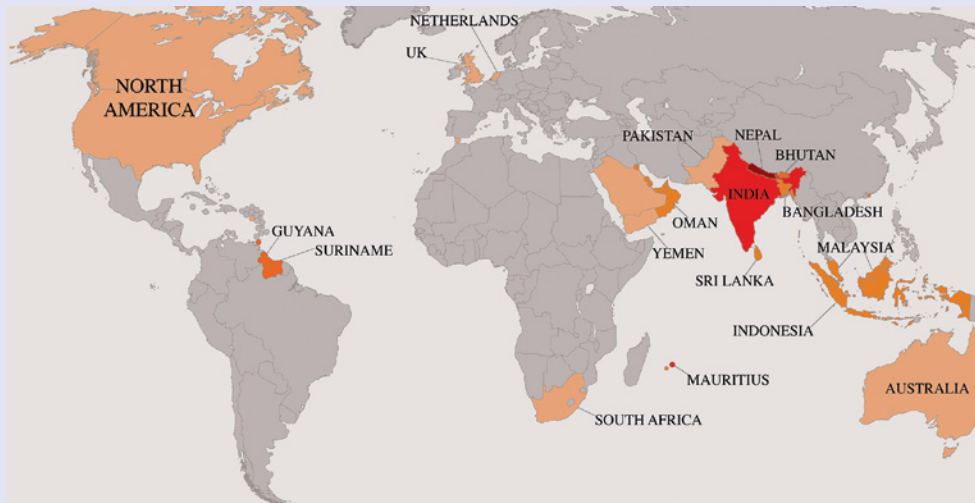 NETHERLANDS
UK
NORTH
AMERICA
PAKISTAN
NEPAL
BHUTAN
INDIA
BANGLADESH
OMAN
YEMEN
MALAYSIA
SRI LANKA
GUYANA
SURINAME
INDONESIA
MAURITIUS
AUSTRALIA
SOUTH AFRICA